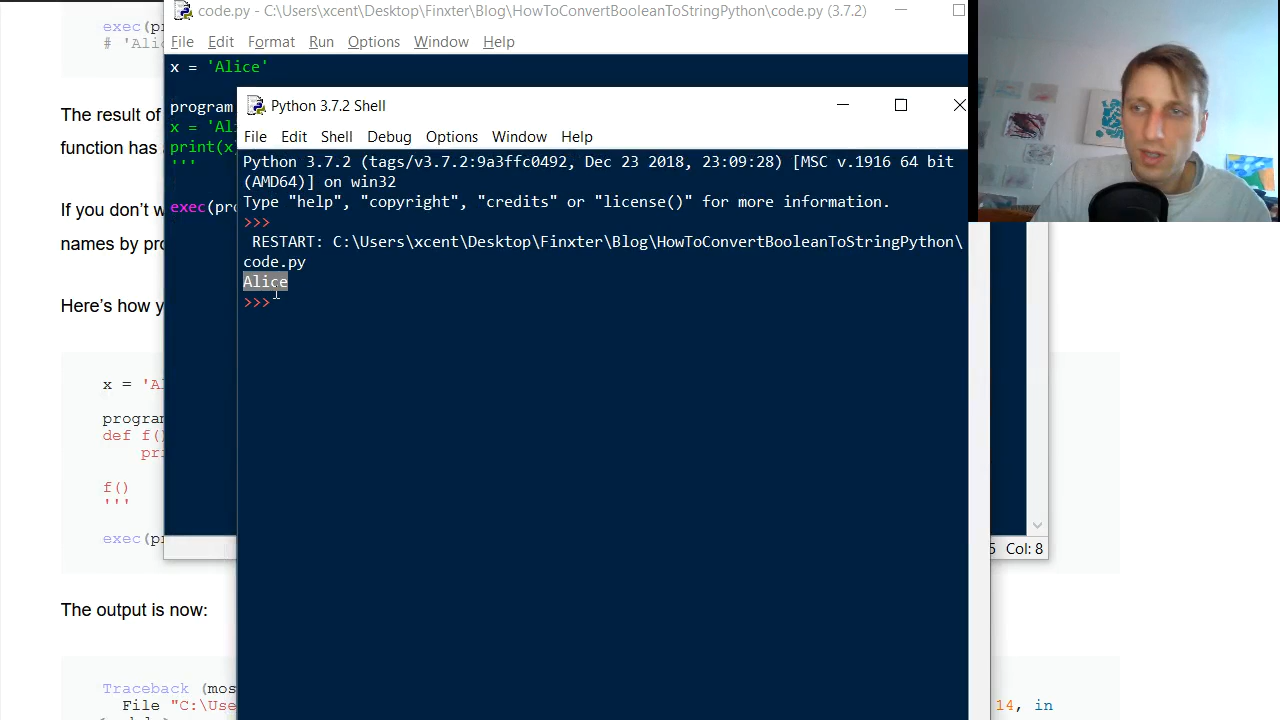 exec(pr
# 'Alic
The result of
function has a
If you don't w
names by pro
Here's how y
x = 'Al
program
def f()
pri
f()
'''
exec(pr
The output is now:
Traceback (mos
File "C:\Use
14, in
code.py - C:\Users\xcent\Desktop\Finxter\Blog\HowToConvertBooleanToStringPython\code.py (3.7.2)
File Edit Format Run Options Window Help
x = 'Alice'
program
x = 'Ali
print(x
'''
exec(pro
5 Col: 8
Python 3.7.2 Shell
File Edit Shell Debug Options Window Help
Python 3.7.2 (tags/v3.7.2:9a3ffc0492, Dec 23 2018, 23:09:28) [MSC v.1916 64 bit
(AMD64)] on win32
Type "help", "copyright", "credits" or "license()" for more information.
>>>
RESTART: C:\Users\xcent\Desktop\Finxter\Blog\HowToConvertBooleanToStringPython\
code.py
Alice
>>>